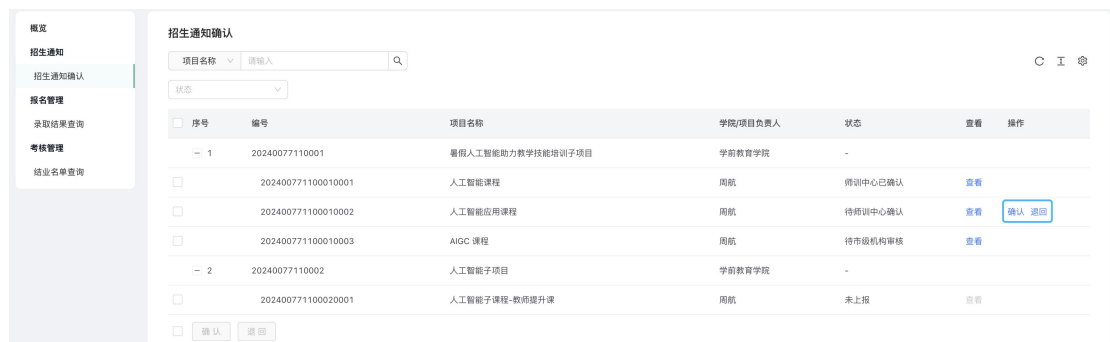 概览
招生通知
招生通知确认
报名管理
录取结果查询
考核管理
结业名单查询
招生通知确认
项目名称 请输入
状态
序号 编号 项目名称 学院/项目负责人 状态 查看 操作
1 20240077110001 暑假人工智能助力教学技能培训子项目 学前教育学院 -
202400771100010001 人工智能课程 周航 师训中心已确认 查看
202400771100010002 人工智能应用课程 周航 待师训中心确认 查看 确认 退回
202400771100010003 AIGC 课程 周航 待市级机构审核 查看
2 20240077110002 人工智能子项目 学前教育学院 -
202400771100020001 人工智能子课程-教师提升课 周航 未上报 查看
确认 退回